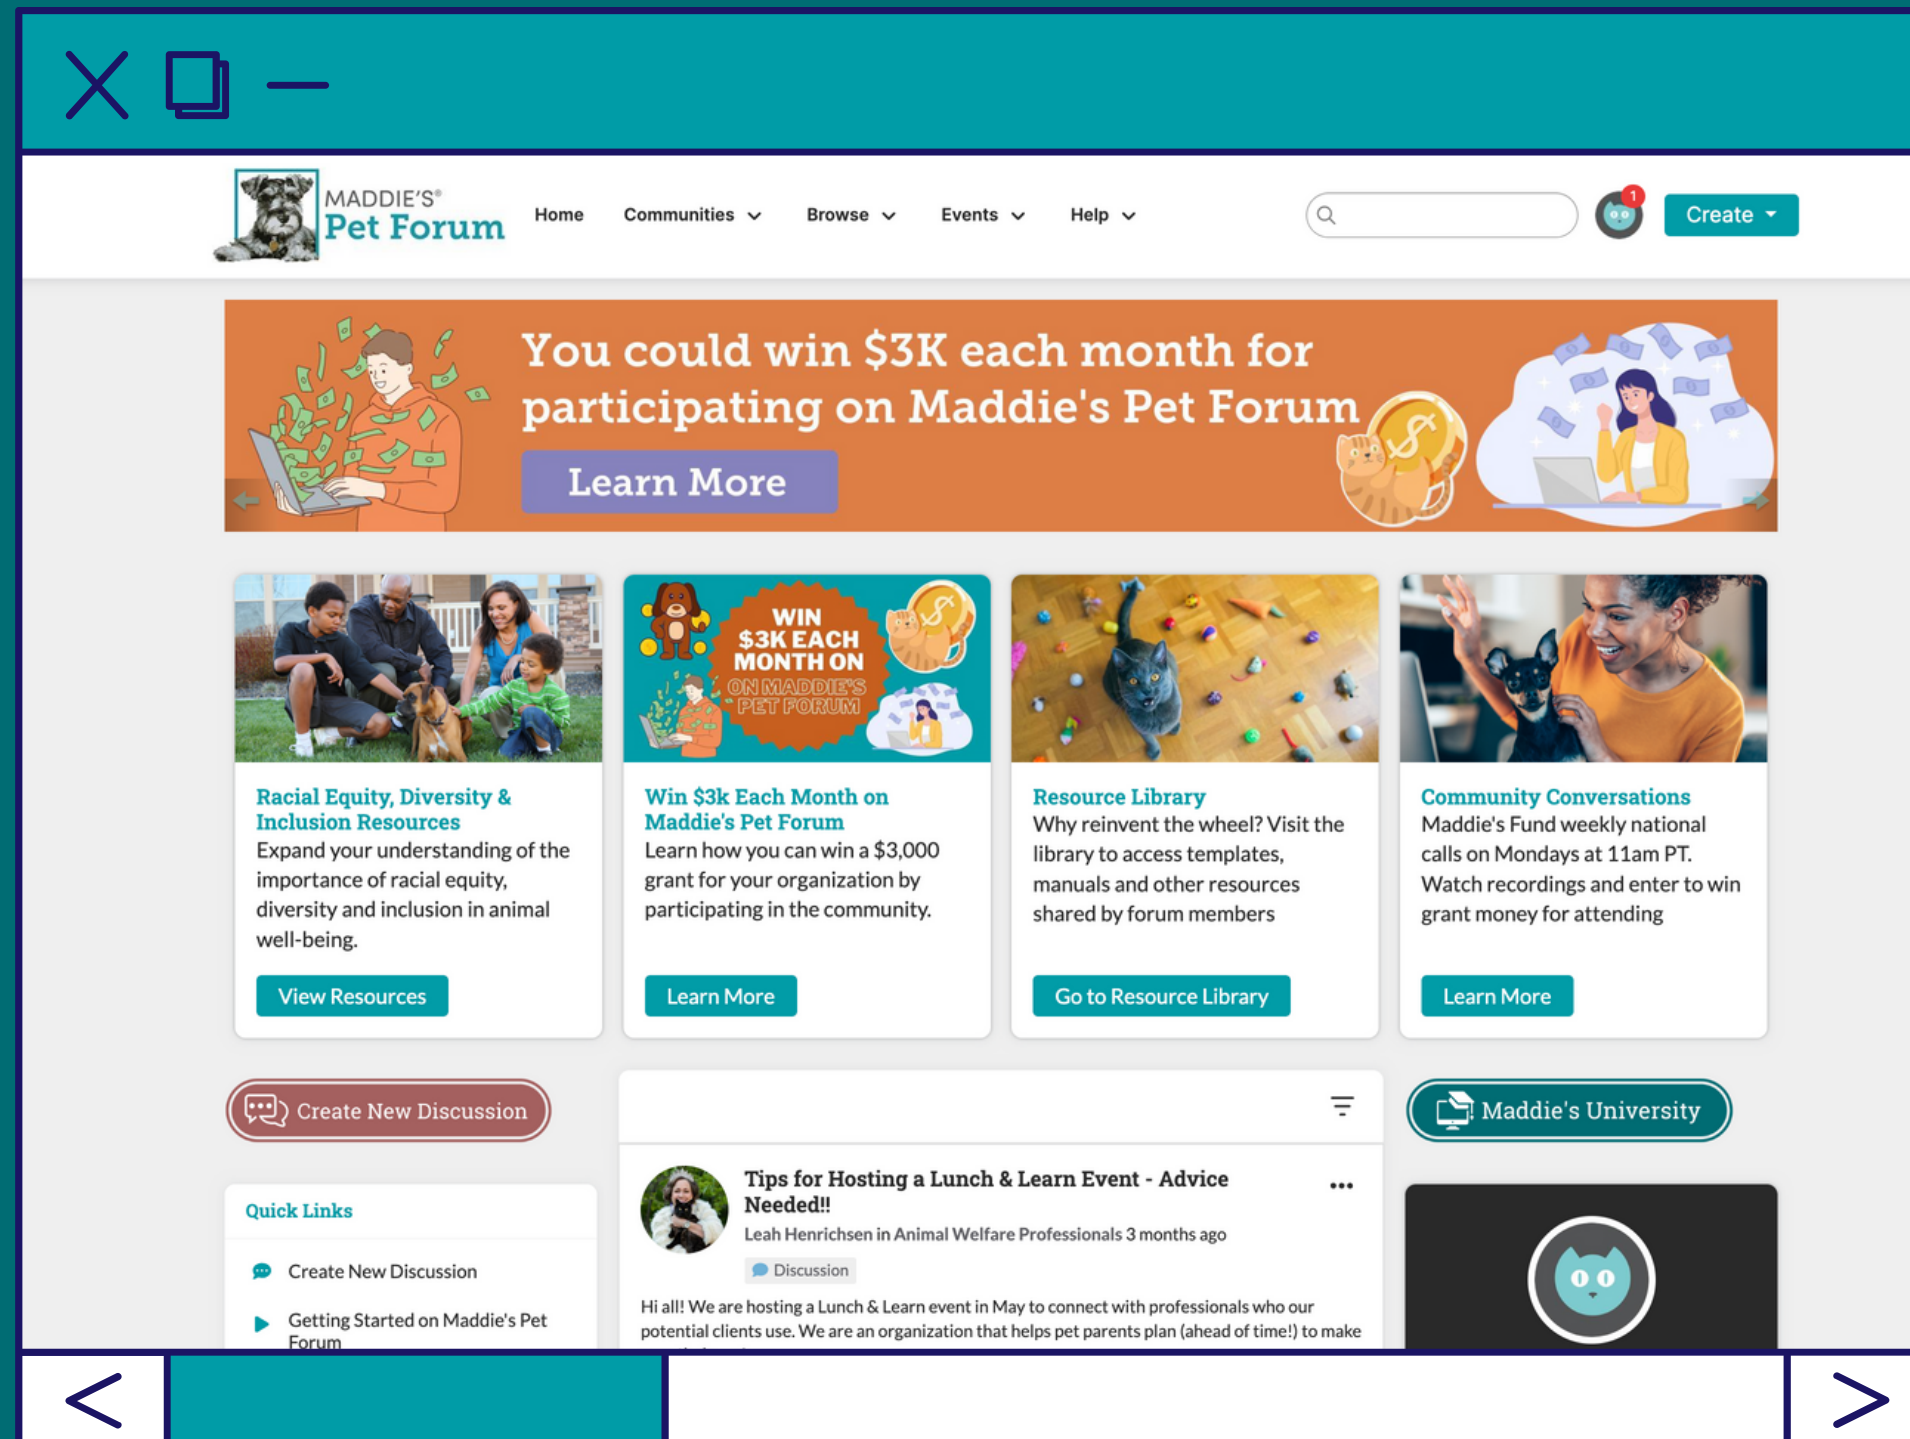 MADDIE'S®
Pet Forum
Home
Communities
Browse
Events
Help
1
Create
You could win $3K each month for
participating on Maddie's Pet Forum
Learn More
WIN
$3K EACH
MONTH ON
ON MADDIE'S
PET FORUM
Racial Equity, Diversity &
Inclusion Resources
Expand your understanding of the
importance of racial equity,
diversity and inclusion in animal
well-being.
View Resources
Win $3k Each Month on
Maddie's Pet Forum
Learn how you can win a $3,000
grant for your organization by
participating in the community.
Learn More
Resource Library
Why reinvent the wheel? Visit the
library to access templates,
manuals and other resources
shared by forum members
Go to Resource Library
Community Conversations
Maddie's Fund weekly national
calls on Mondays at 11am PT.
Watch recordings and enter to win
grant money for attending
Learn More
Create New Discussion
Quick Links
Create New Discussion
Getting Started on Maddie's Pet
Forum
Tips for Hosting a Lunch & Learn Event - Advice
Needed!!
Leah Henrichsen in Animal Welfare Professionals 3 months ago
Discussion
Hi all! We are hosting a Lunch & Learn event in May to connect with professionals who our
potential clients use. We are an organization that helps pet parents plan (ahead of time!) to make
Maddie's University